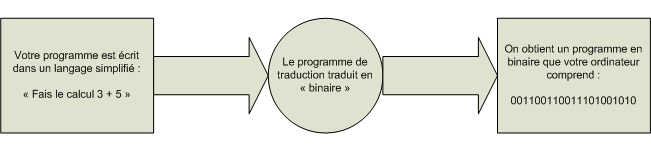 Votre programme est écrit
dans un langage simplifié :
« Fais le calcul 3 + 5 »
Le programme de
traduction traduit en
« binaire »
On obtient un programme en
binaire que votre ordinateur
comprend :
001100110011101001010